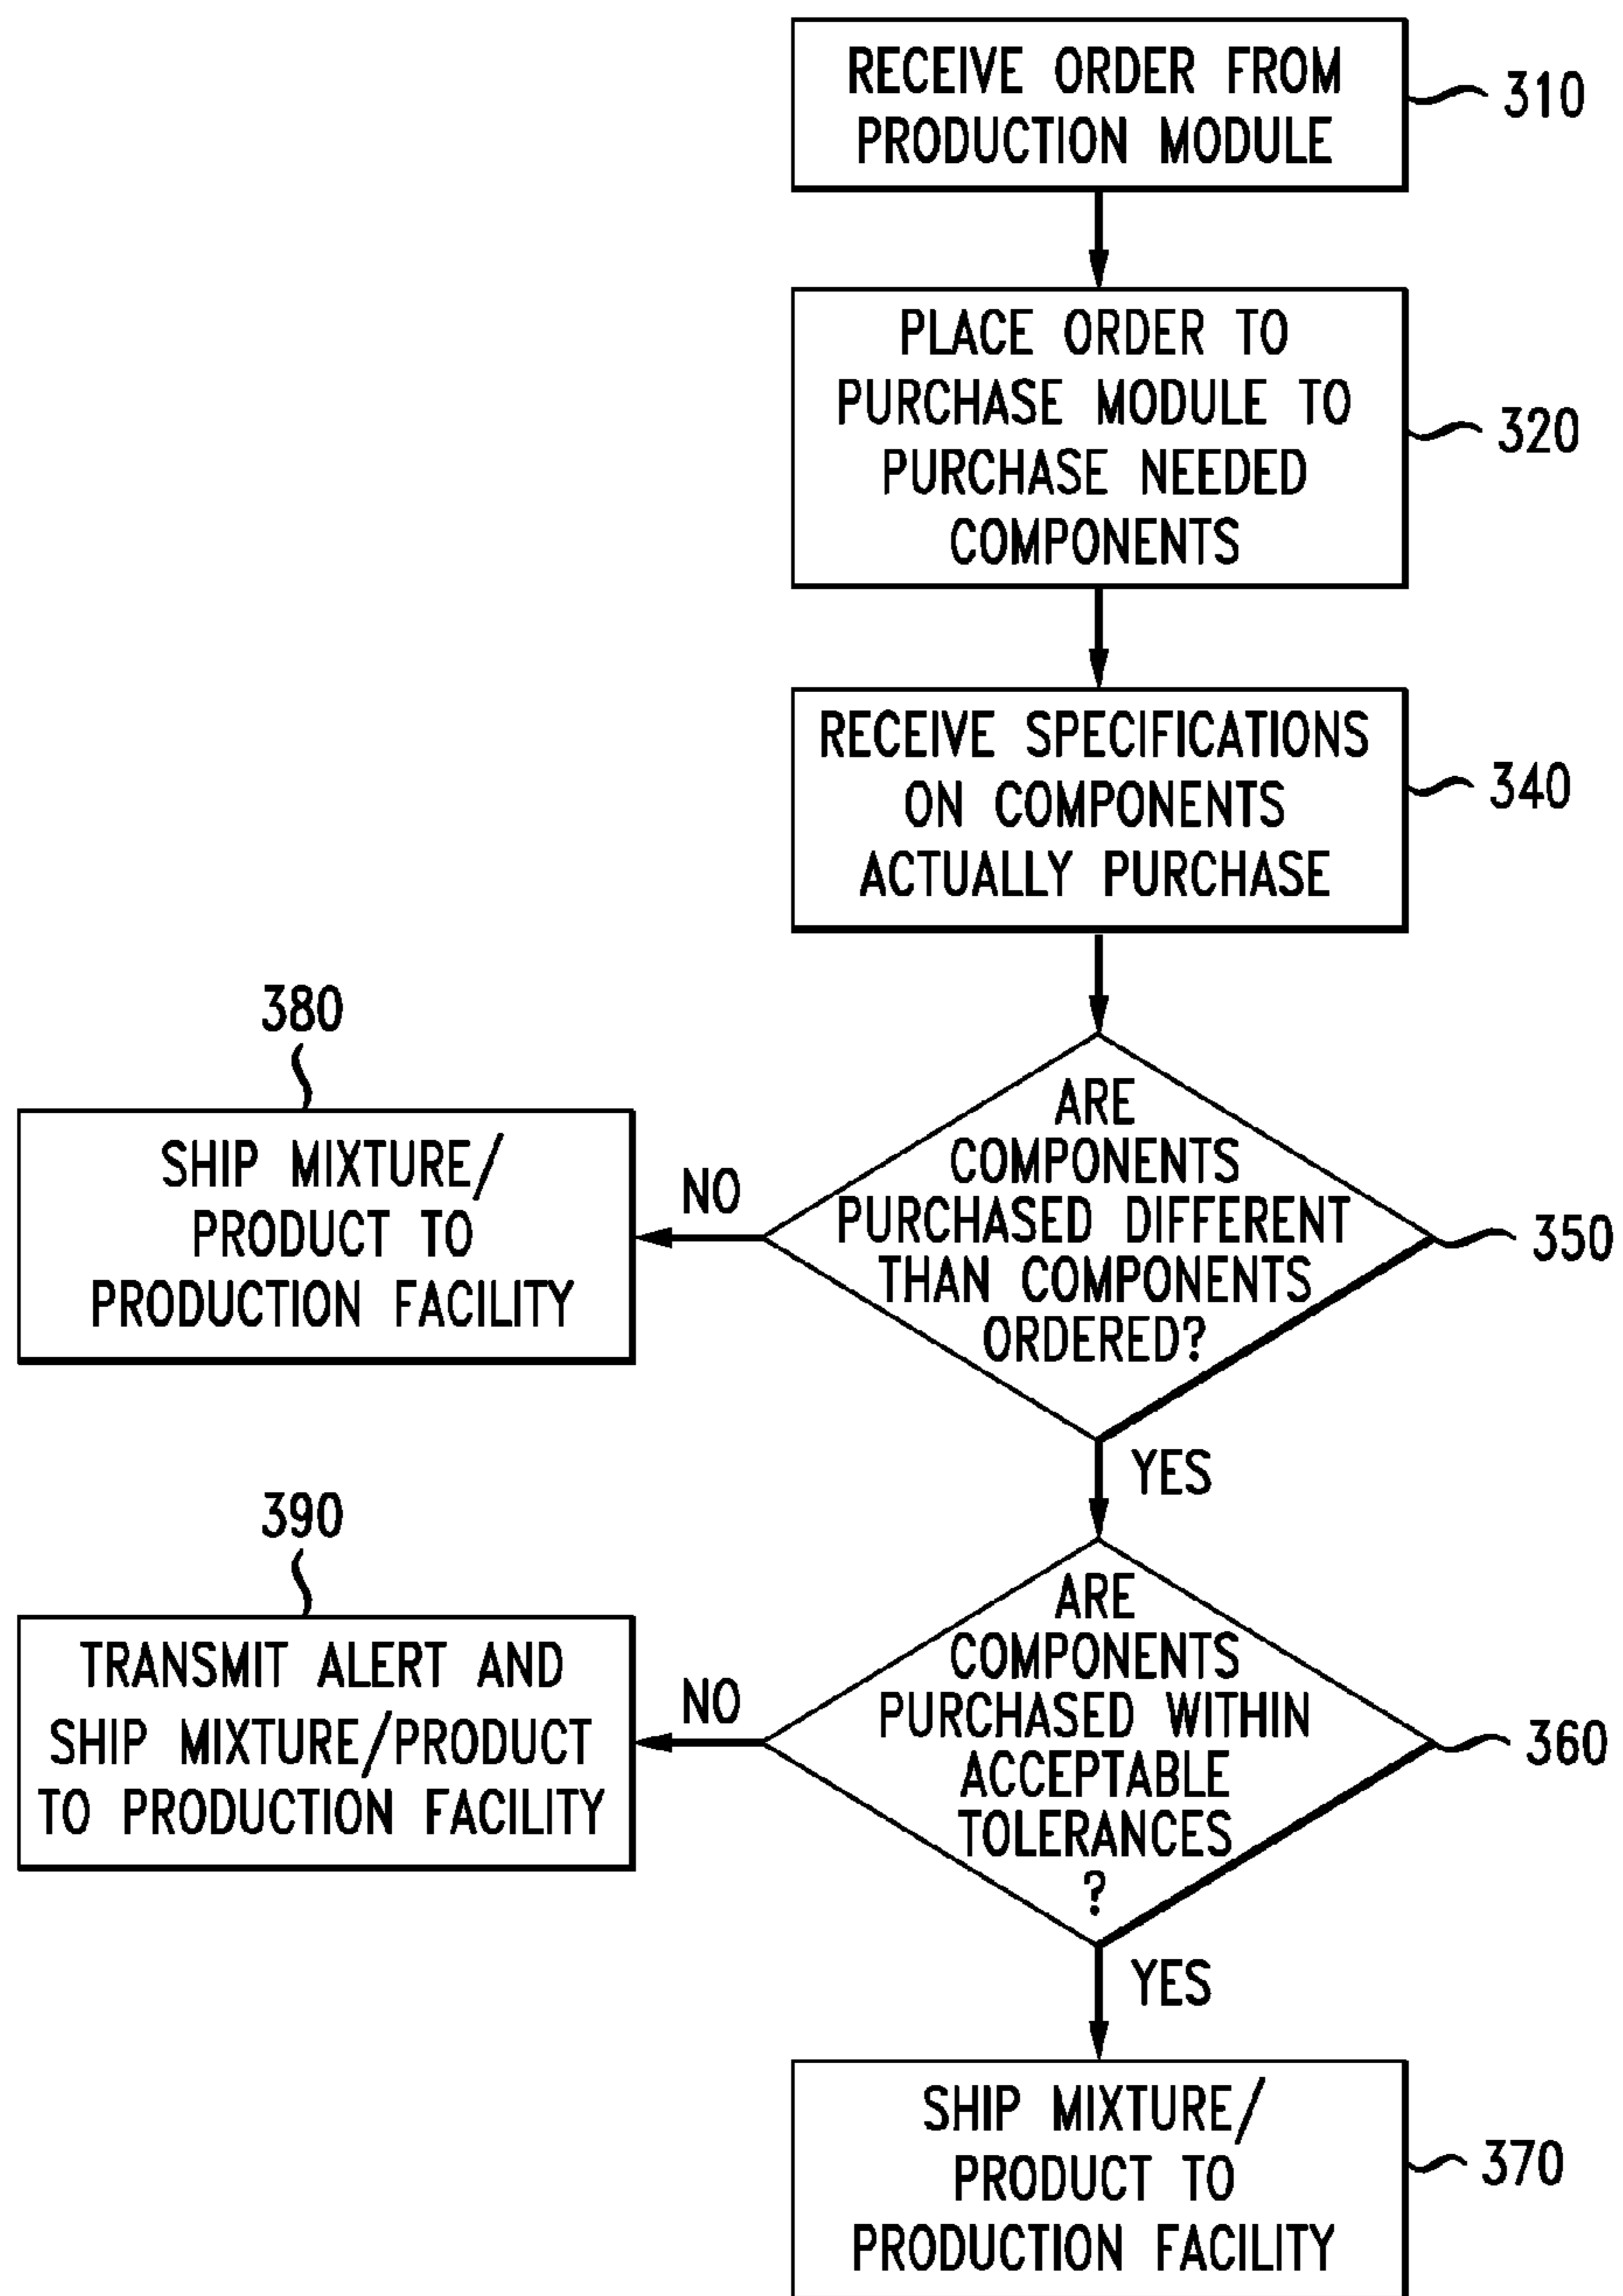 RECEIVE ORDER FROM
PRODUCTION MODULE
310
PLACE ORDER TO
PURCHASE MODULE TO
PURCHASE NEEDED
COMPONENTS
320
RECEIVE SPECIFICATIONS
ON COMPONENTS
ACTUALLY PURCHASE
340
ARE
COMPONENTS
PURCHASED DIFFERENT
THAN COMPONENTS
ORDERED?
350
NO
380
SHIP MIXTURE/
PRODUCT TO
PRODUCTION FACILITY
YES
ARE
COMPONENTS
PURCHASED WITHIN
ACCEPTABLE
TOLERANCES
?
360
NO
390
TRANSMIT ALERT AND
SHIP MIXTURE/PRODUCT
TO PRODUCTION FACILITY
YES
SHIP MIXTURE/
PRODUCT TO
PRODUCTION FACILITY
370